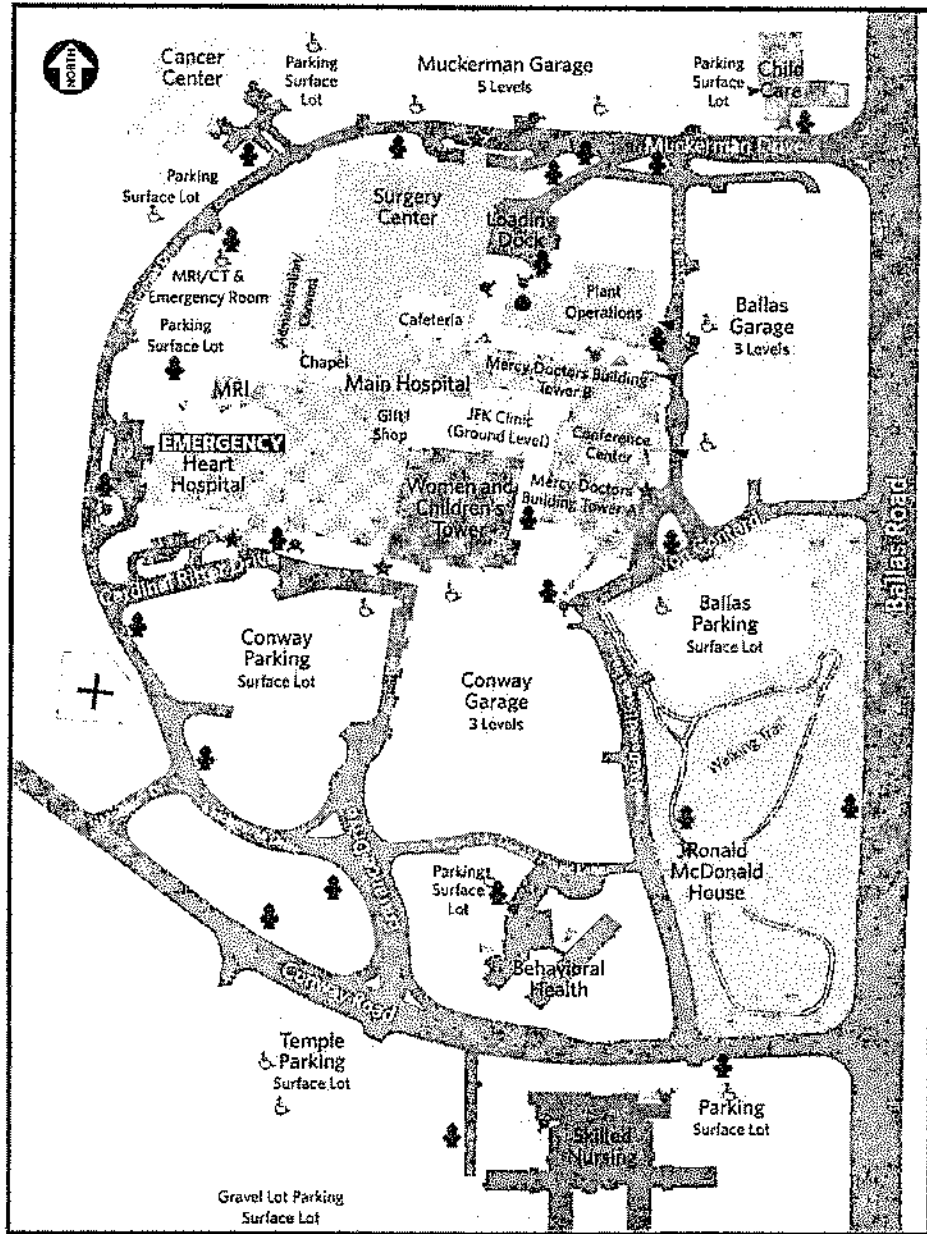 NORTH
Cancer
Center
Parking
Surface
Lot
Muckerman Garage
5 Levels
Parking
Surface
Lot
Child
Care
Muckerman Drive
Parking
Surface Lot
Surgery
Center
Loading
Dock
MRI/CT &
Emergency Room
Administration/
Convent
Plant
Operations
Ballas
Garage
3 Levels
Cafeteria
Parking
Surface Lot
Chapel
Mercy Doctors Building
Tower B
MRI
Main Hospital
Gift
Shop
JFK Clinic
(Ground Level)
Conference
Center
EMERGENCY
Heart
Hospital
Women and
Children's
Tower
Mercy Doctors
Building Tower A
Ballas Road
Cardinal Ritter Drive
Ballas
Parking
Surface Lot
Conway
Parking
Surface Lot
Conway
Garage
3 Levels
Walking Trail
Ronald
McDonald
House
Parking
Surface
Lot
Behavioral
Health
Conway Road
Temple
Parking
Surface Lot
Parking
Surface Lot
Skilled
Nursing
Gravel Lot Parking
Surface Lot